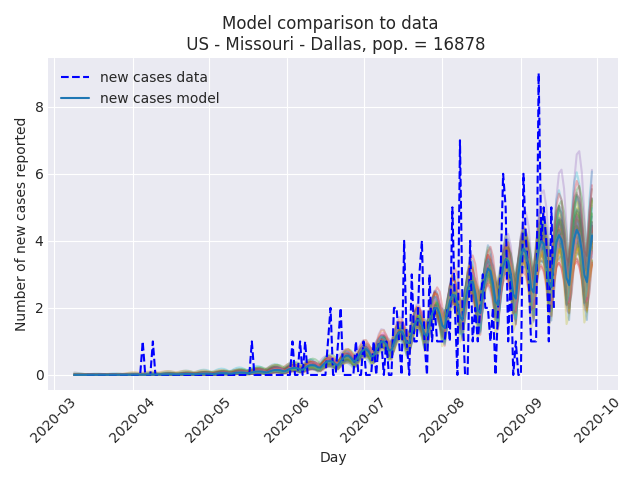 Model comparison to data
US - Missouri - Dallas, pop. = 16878
new cases data
new cases model
Number of new cases reported
8
6
4
2
0
2020-03
2020-04
2020-05
2020-06
2020-07
2020-08
2020-09
2020-10
Day